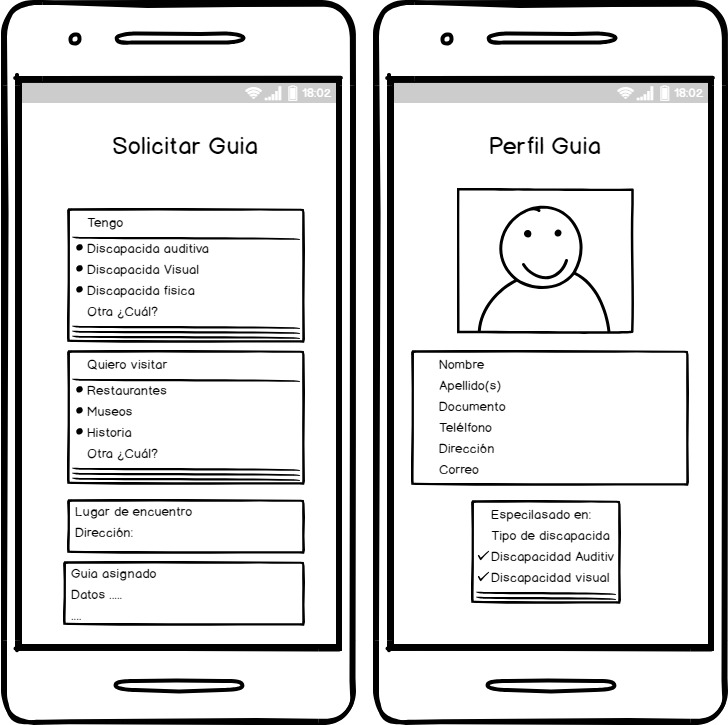 18:02
Solicitar Guia
Tengo
Discapacida auditiva
Discapacida Visual
Discapacida fisica
Otra ¿Cuál?
Quiero visitar
Restaurantes
Museos
Historia
Otra ¿Cuál?
Lugar de encuentro
Dirección:
Guia asignado
Datos .....
....
18:02
Perfil Guia
Nombre
Apellido(s)
Documento
Teléfono
Dirección
Correo
Especilasado en:
Tipo de discapacida
Discapacidad Auditiv
Discapacidad visual